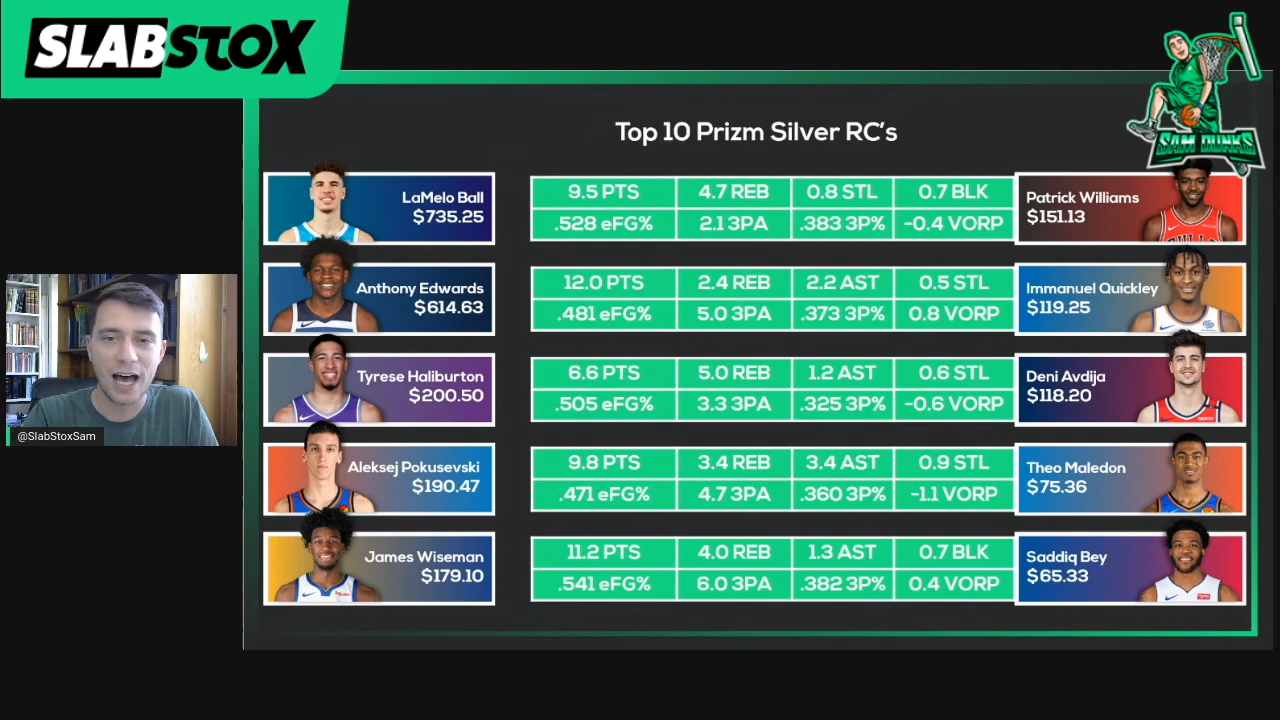 SLABSTOX
SAM DUNKS
Top 10 Prizm Silver RC's
LaMelo Ball
$735.25
9.5 PTS 4.7 REB 0.8 STL 0.7 BLK
.528 eFG% 2.1 3PA .383 3P% -0.4 VORP
Patrick Williams
$151.13
Anthony Edwards
$614.63
12.0 PTS 2.4 REB 2.2 AST 0.5 STL
.481 eFG% 5.0 3PA .373 3P% 0.8 VORP
Immanuel Quickley
$119.25
Tyrese Haliburton
$200.50
6.6 PTS 5.0 REB 1.2 AST 0.6 STL
.505 eFG% 3.3 3PA .325 3P% -0.6 VORP
Deni Avdija
$118.20
@SlabStoxSam
Aleksej Pokusevski
$190.47
9.8 PTS 3.4 REB 3.4 AST 0.9 STL
.471 eFG% 4.7 3PA .360 3P% -1.1 VORP
Theo Maledon
$75.36
James Wiseman
$179.10
11.2 PTS 4.0 REB 1.3 AST 0.7 BLK
.541 eFG% 6.0 3PA .382 3P% 0.4 VORP
Saddiq Bey
$65.33